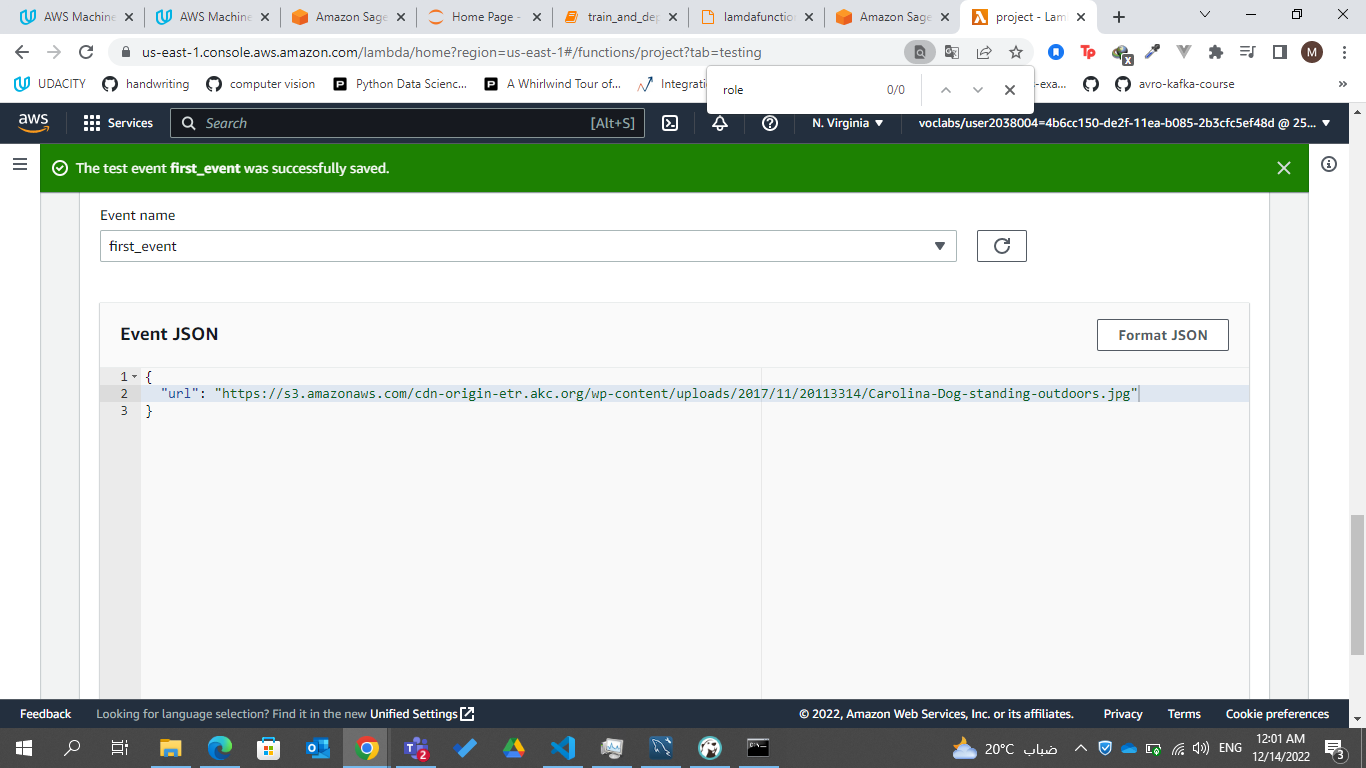 AWS Machine
AWS Machine
Amazon Sage
Home Page -
train_and_dep
lamdafunction
Amazon Sage
project - Lam
us-east-1.console.aws.amazon.com/lambda/home?region=us-east-1#/functions/project?tab=testing
M
UDACITY
handwriting
computer vision
Python Data Scienc...
A Whirlwind Tour of...
Integrati
role
0/0
-exa...
avro-kafka-course
»
aws
Services
Search
[Alt+S]
N. Virginia
voclabs/user2038004=4b6cc150-de2f-11ea-b085-2b3cfc5ef48d @ 25...
The test event first_event was successfully saved.
Event name
first_event
Event JSON
Format JSON
1 {
2 "url": "https://s3.amazonaws.com/cdn-origin-etr.akc.org/wp-content/uploads/2017/11/20113314/Carolina-Dog-standing-outdoors.jpg"
3 }
Feedback
Looking for language selection? Find it in the new Unified Settings
© 2022, Amazon Web Services, Inc. or its affiliates.
Privacy
Terms
Cookie preferences
2
20°C ضباب
ENG
12:01 AM
12/14/2022
3